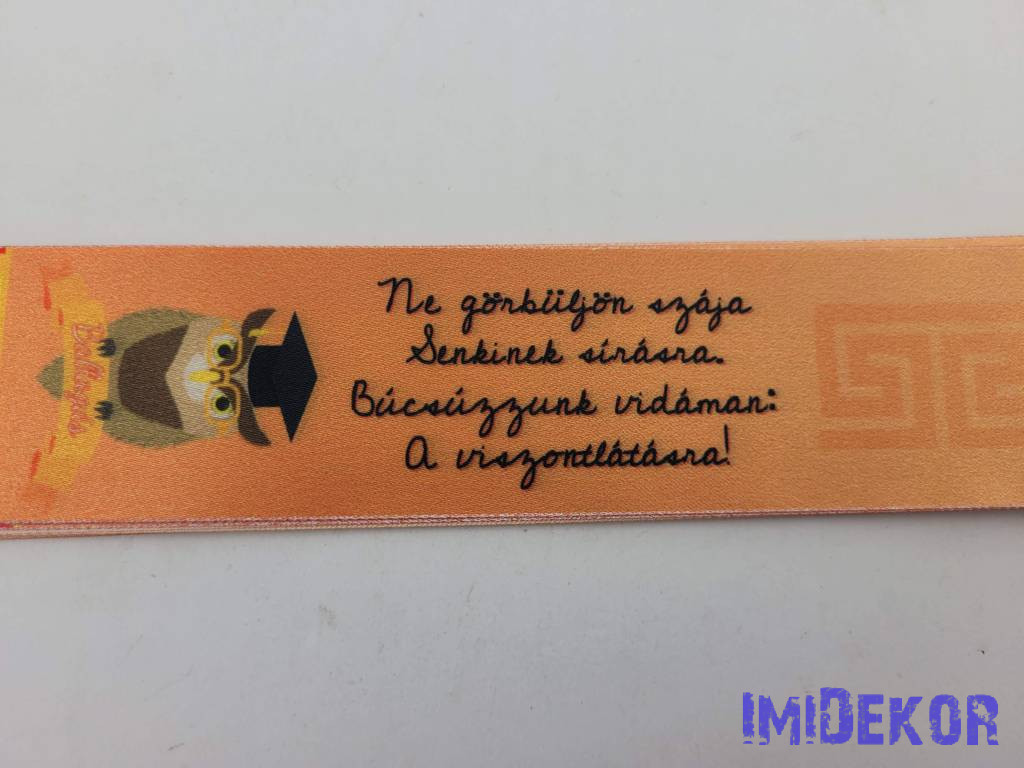 Ballagás
Ne görbüljön szája
Senkinek sírásra.
Búcsúzzunk vidáman:
A viszontlátásra!
IMIDEKOR